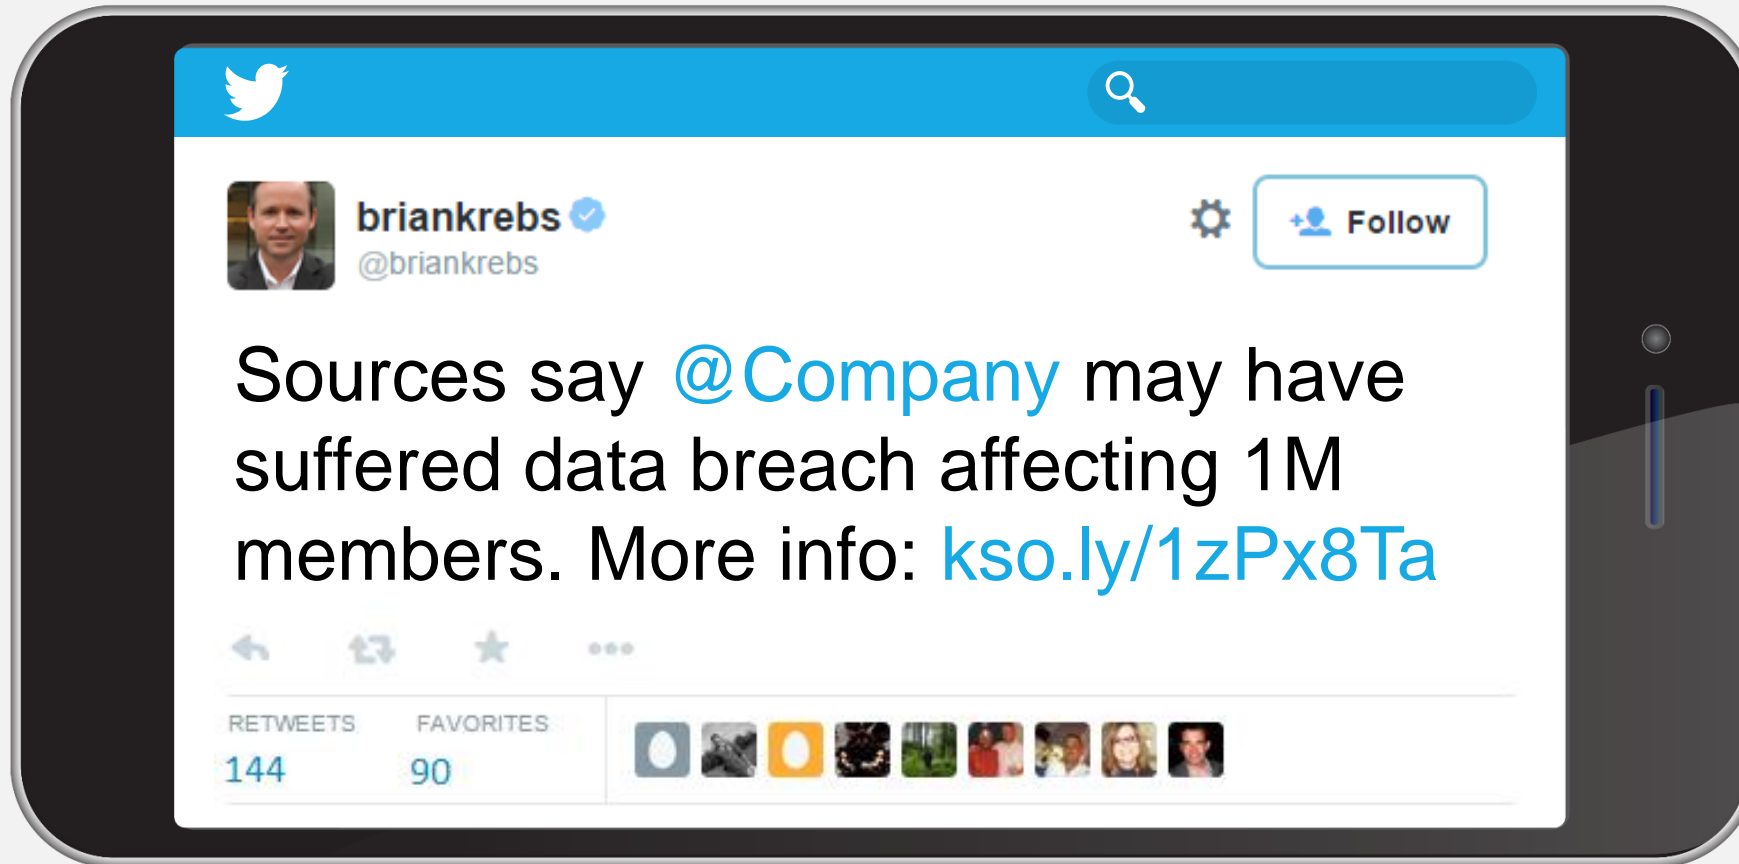 briankrebs
@briankrebs
Follow
Sources say @Company may have
suffered data breach affecting 1M
members. More info: kso.ly/1zPx8Ta
RETWEETS FAVORITES
144 90